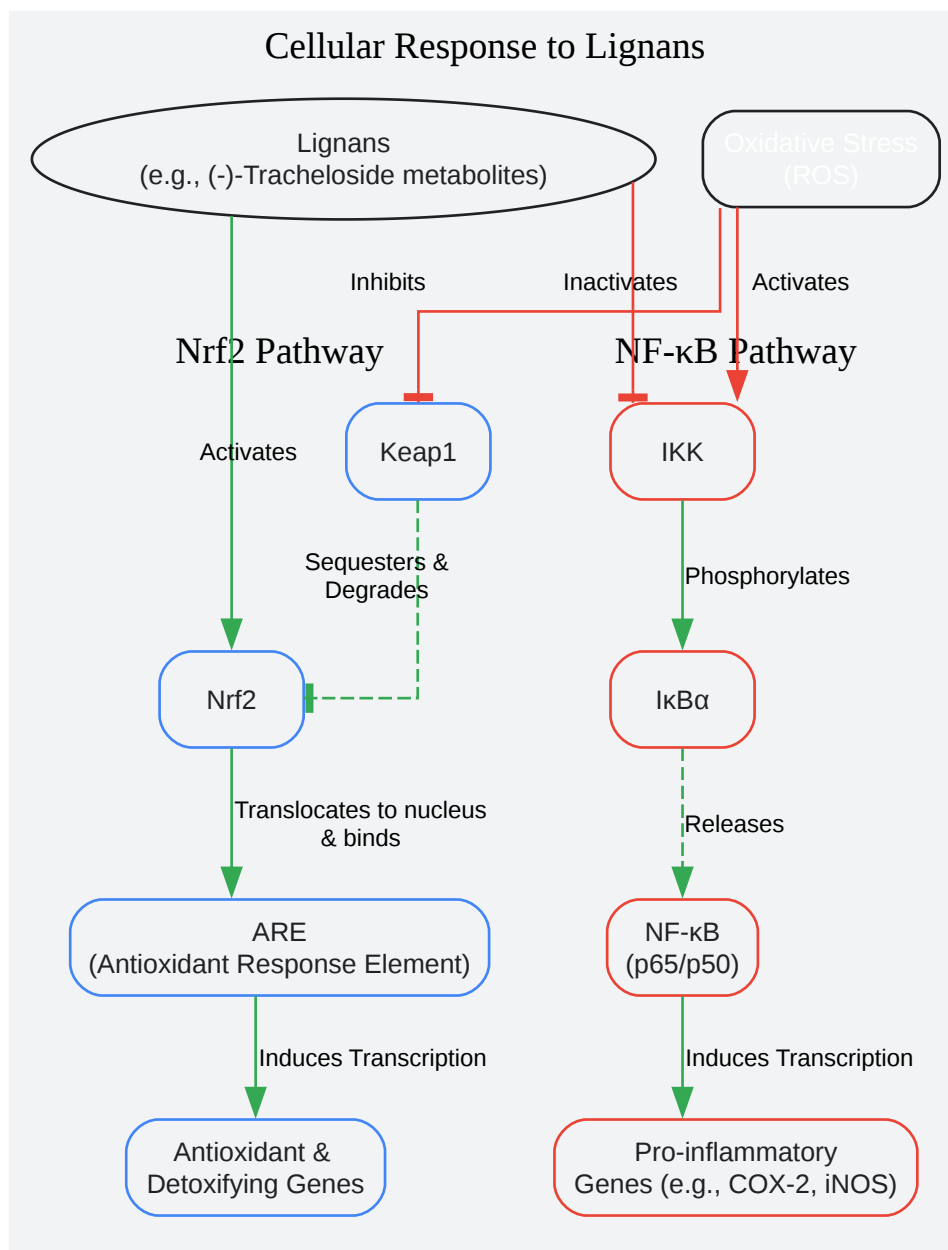 Cellular Response to Lignans
Lignans
(e.g., (-)-Tracheloside metabolites)
Oxidative Stress
(ROS)
Inhibits
Inactivates
Activates
Nrf2 Pathway
NF-κB Pathway
Activates
Keap1
IKK
Sequesters &
Degrades
Phosphorylates
Nrf2
IκBα
Translocates to nucleus
& binds
Releases
ARE
(Antioxidant Response Element)
NF-κB
(p65/p50)
Induces Transcription
Induces Transcription
Antioxidant &
Detoxifying Genes
Pro-inflammatory
Genes (e.g., COX-2, iNOS)